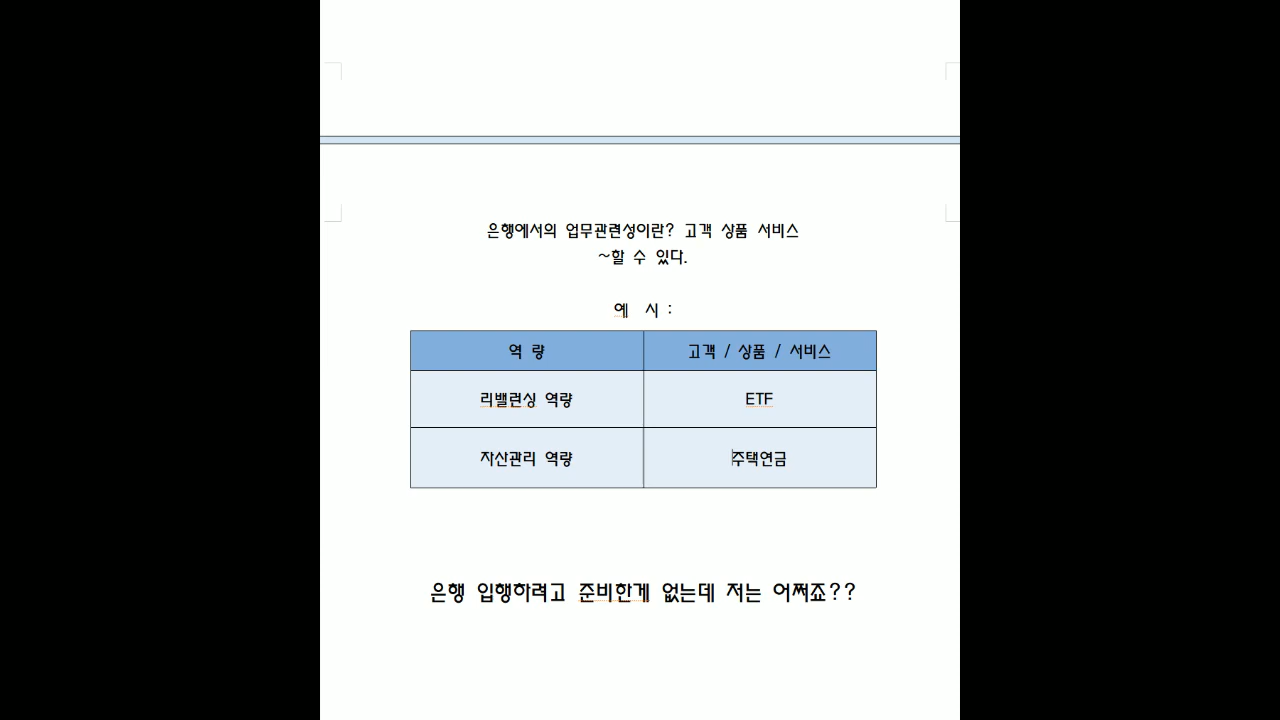 은행에서의 업무관련성이란? 고객 상품 서비스
~할 수 있다.
예 시 :
역 량
고객 / 상품 / 서비스
리밸런싱 역량
ETF
자산관리 역량
주택연금
은행 입행하려고 준비한게 없는데 저는 어쩌죠??